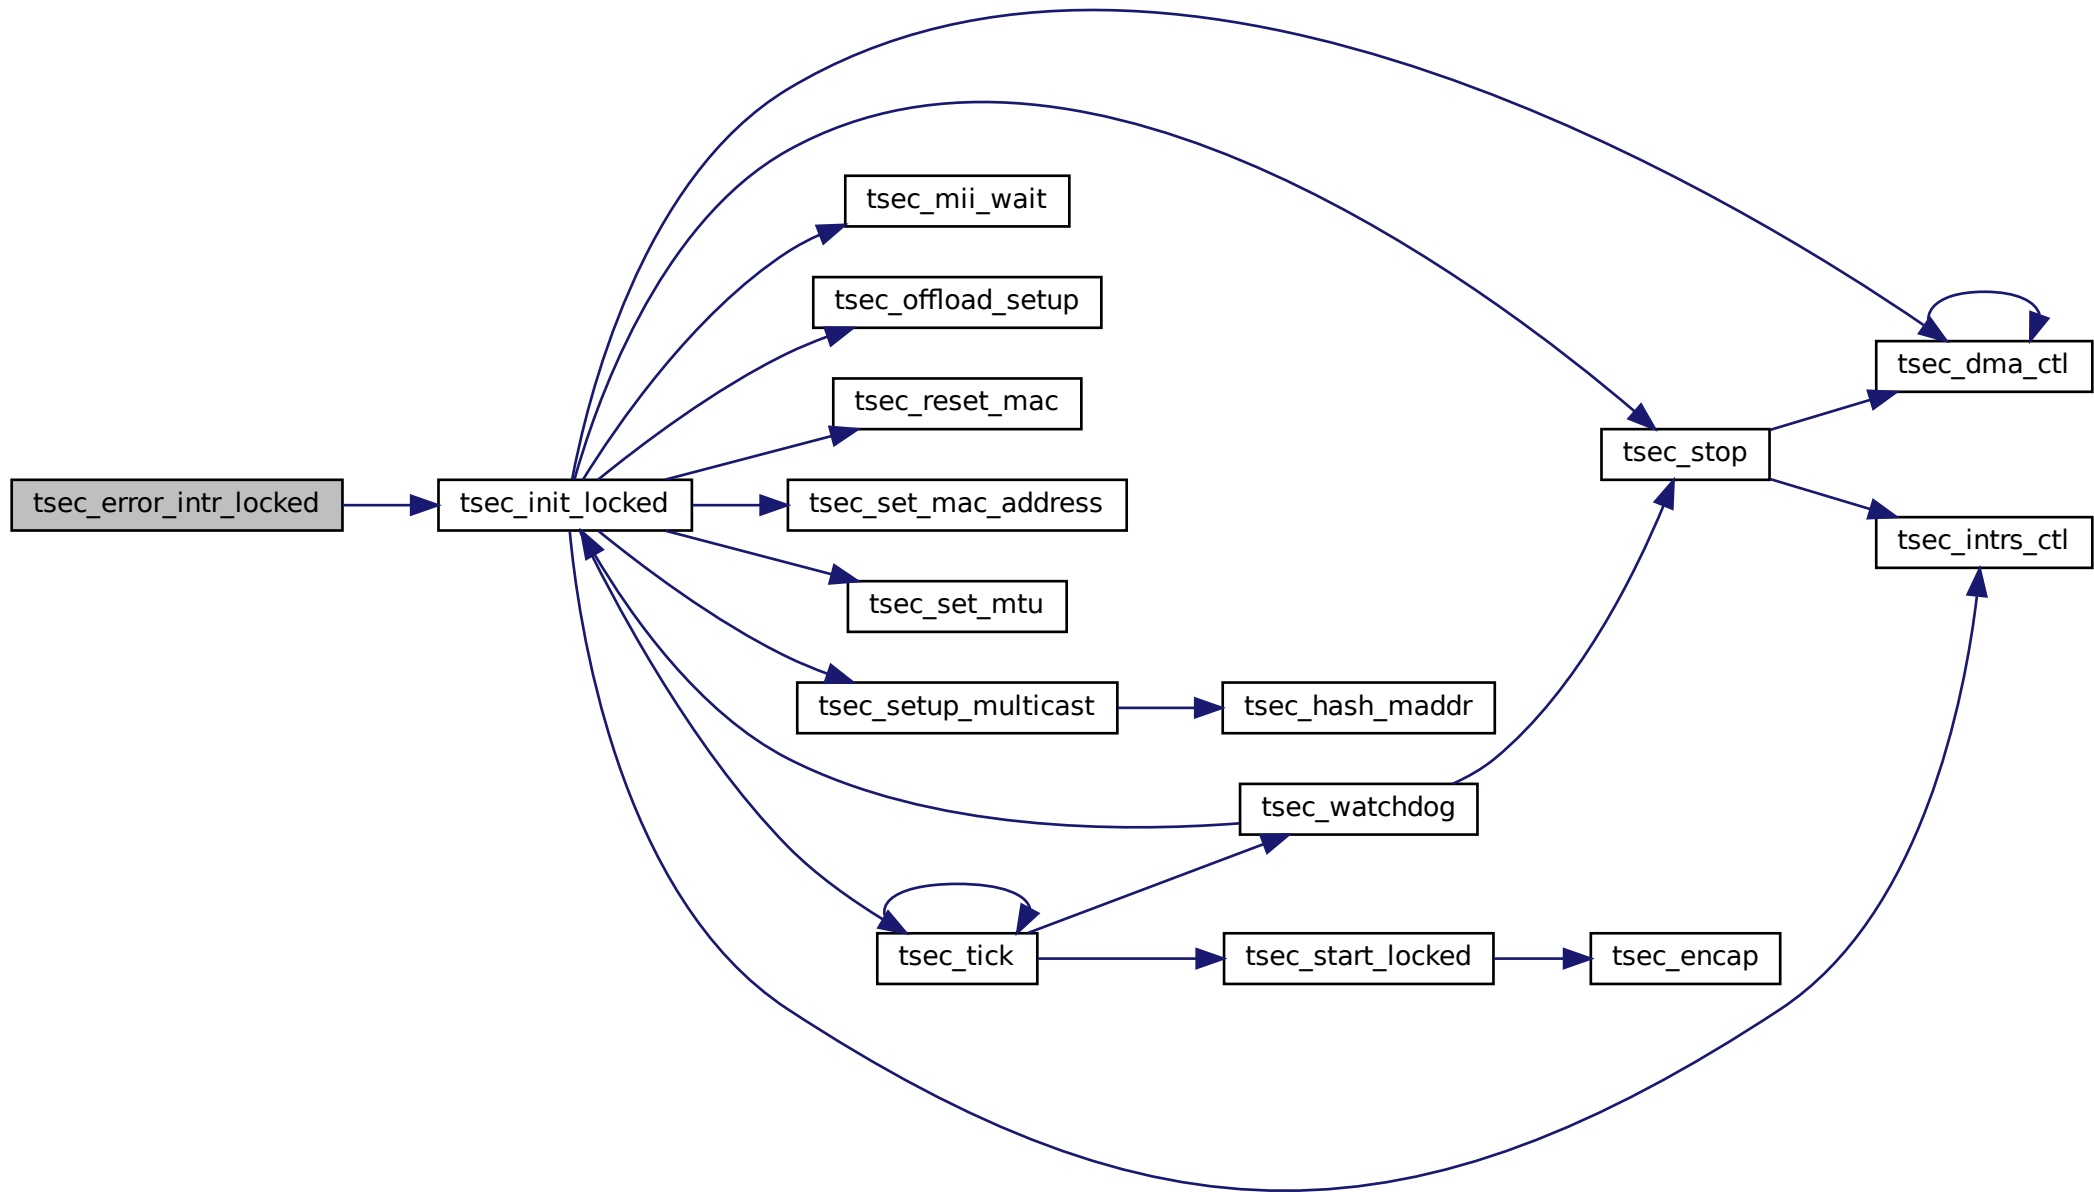 tsec_error_intr_locked
tsec_init_locked
tsec_mii_wait
tsec_offload_setup
tsec_reset_mac
tsec_set_mac_address
tsec_set_mtu
tsec_setup_multicast
tsec_hash_maddr
tsec_watchdog
tsec_tick
tsec_start_locked
tsec_encap
tsec_stop
tsec_dma_ctl
tsec_intrs_ctl